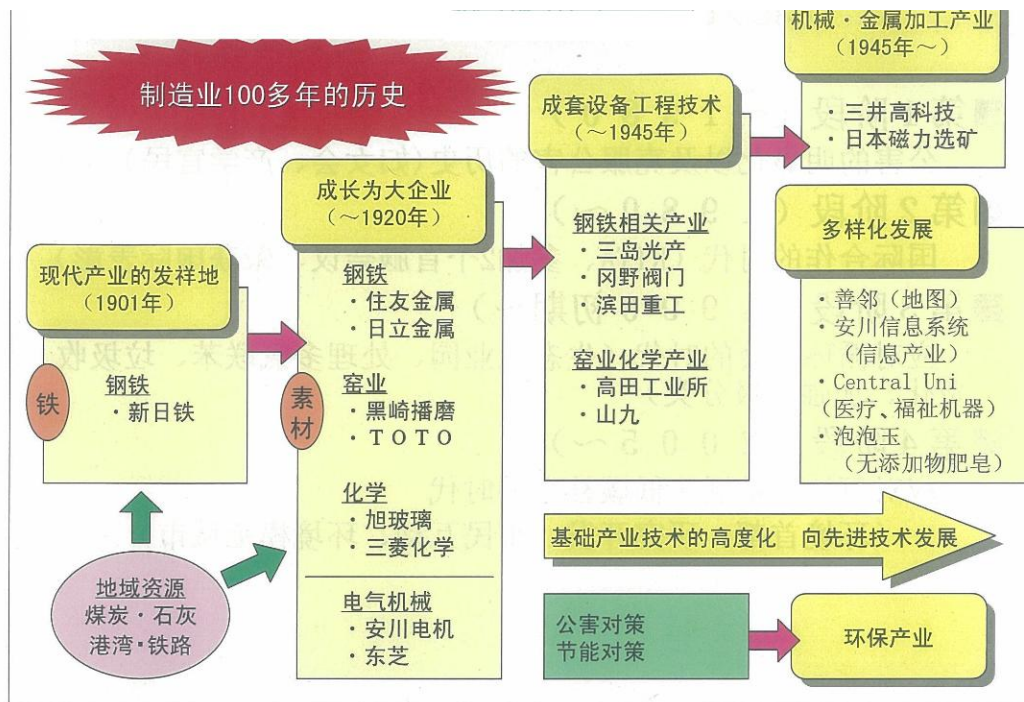 制造业100多年的历史
现代产业的发祥地
(1901年)
铁
钢铁
·新日铁
地域资源
煤炭·石灰
港湾·铁路
成长为大企业
(~1920年)
素
材
钢铁
·住友金属
·日立金属
窑业
·黑崎播磨
·TOTO
化学
·旭玻璃
·三菱化学
电气机械
·安川电机
·东芝
成套设备工程技术
(~1945年)
钢铁相关产业
·三岛光产
·冈野阀门
·滨田重工
窑业化学产业
·高田工业所
·山九
机械·金属加工产业
(1945年~)
·三井高科技
·日本磁力选矿
多样化发展
·善邻(地图)
·安川信息系统
(信息产业)
·Central Uni
(医疗、福祉机器)
·泡泡玉
(无添加物肥皂)
基础产业技术的高度化 向先进技术发展
公害对策
节能对策
环保产业